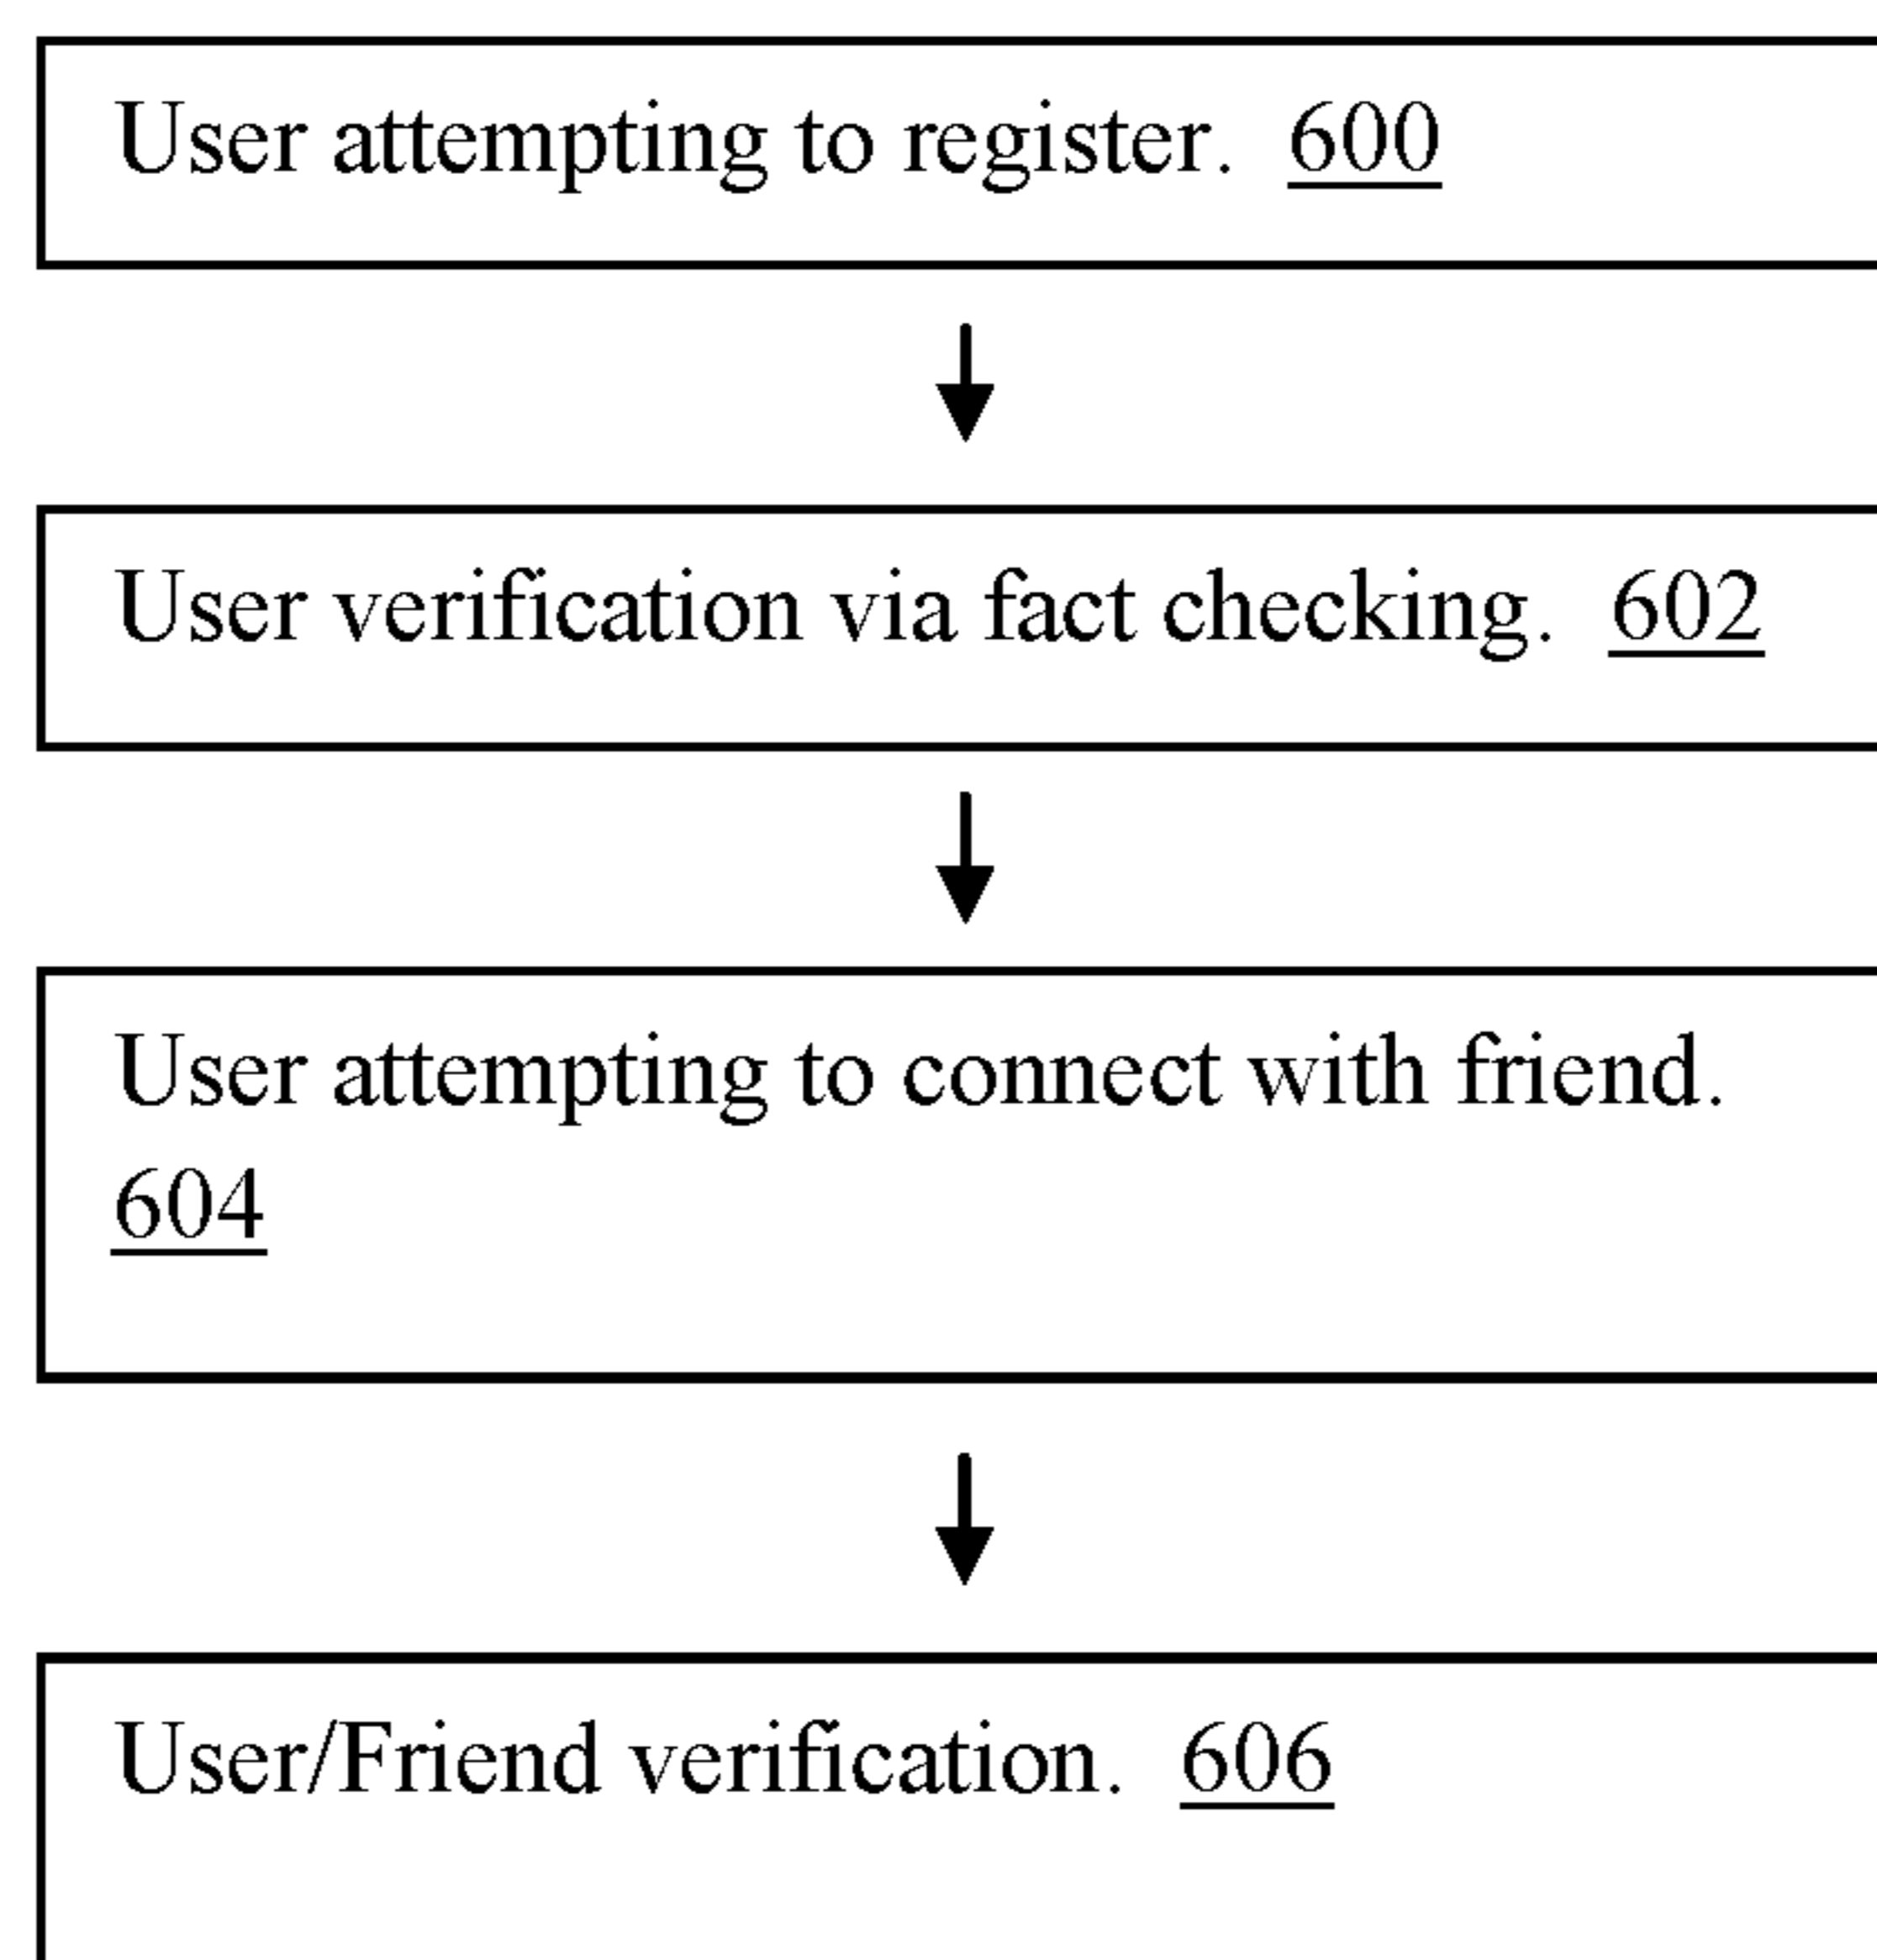 User attempting to register. 600
User verification via fact checking. 602
User attempting to connect with friend.
604
User/Friend verification. 606